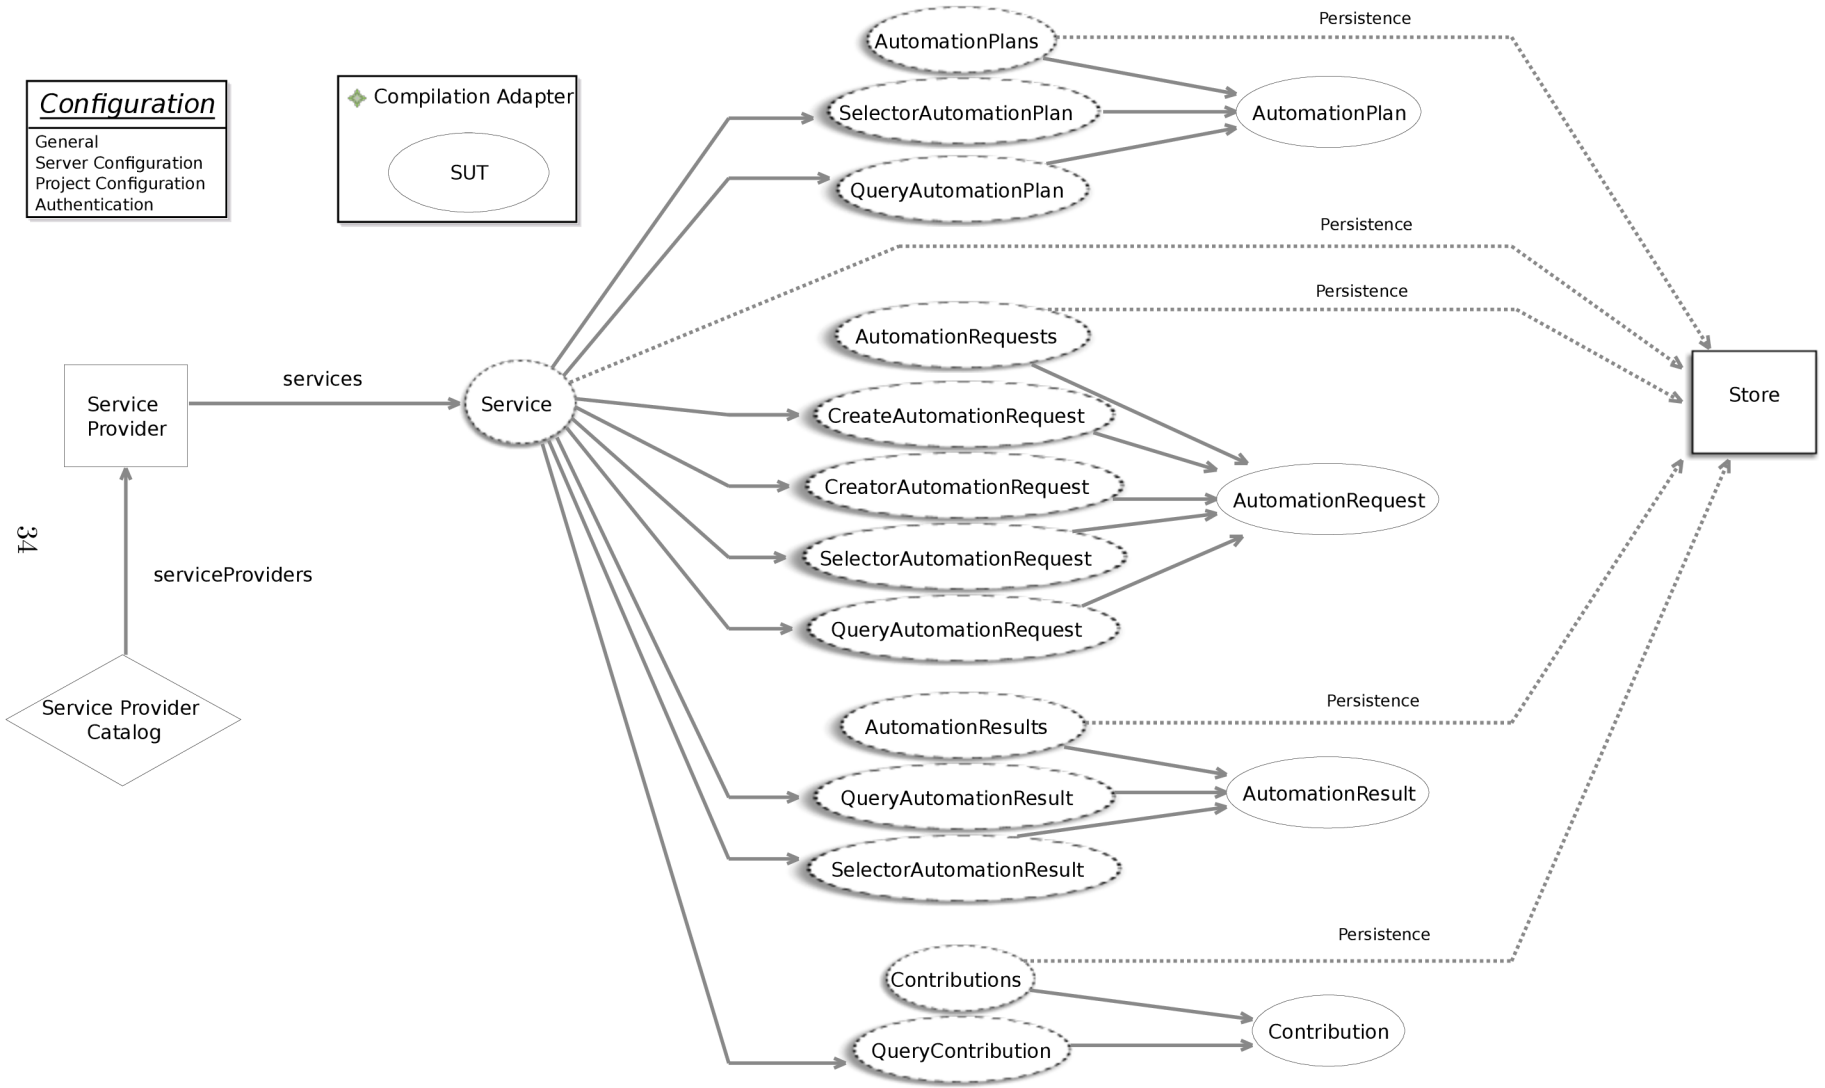 Configuration
General
Server Configuration
Project Configuration
Authentication
Compilation Adapter
SUT
Service
Provider
services
serviceProviders
Service Provider
Catalog
34
Service
AutomationPlans
SelectorAutomationPlan
QueryAutomationPlan
AutomationPlan
Persistence
Persistence
Persistence
AutomationRequests
CreateAutomationRequest
CreatorAutomationRequest
SelectorAutomationRequest
QueryAutomationRequest
AutomationRequest
Store
AutomationResults
QueryAutomationResult
SelectorAutomationResult
AutomationResult
Persistence
Contributions
QueryContribution
Contribution
Persistence